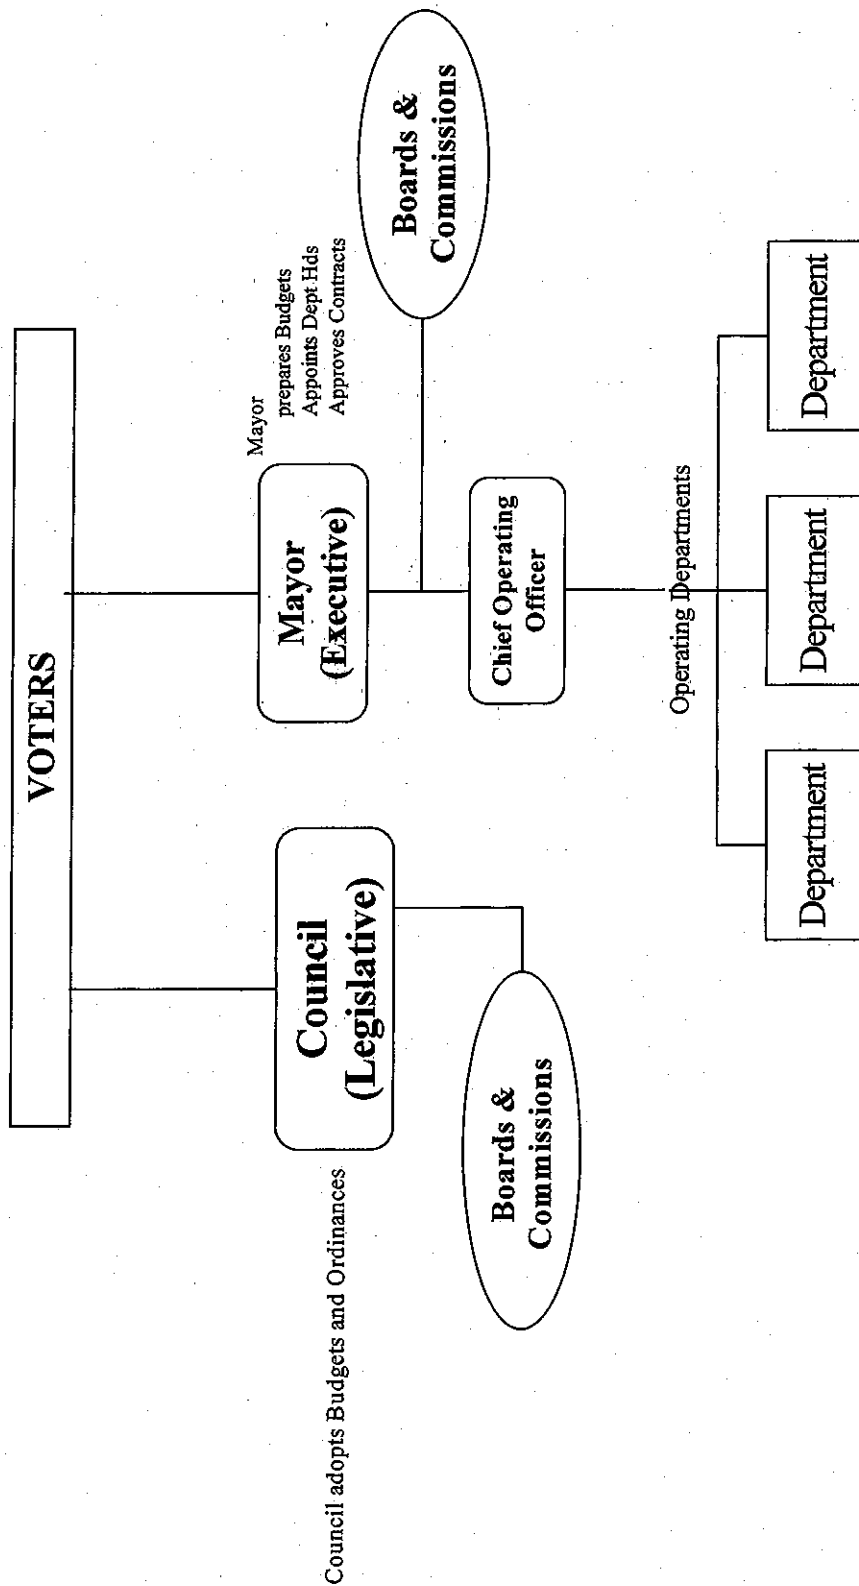 VOTERS
Mayor
prepares Budgets
Appoints Dept Hds
Approves Contracts
Council
(Legislative)
Mayor
(Executive)
Council adopts Budgets and Ordinances
Boards &
Commissions
Boards &
Commissions
Chief Operating
Officer
Operating Departments
Department
Department
Department